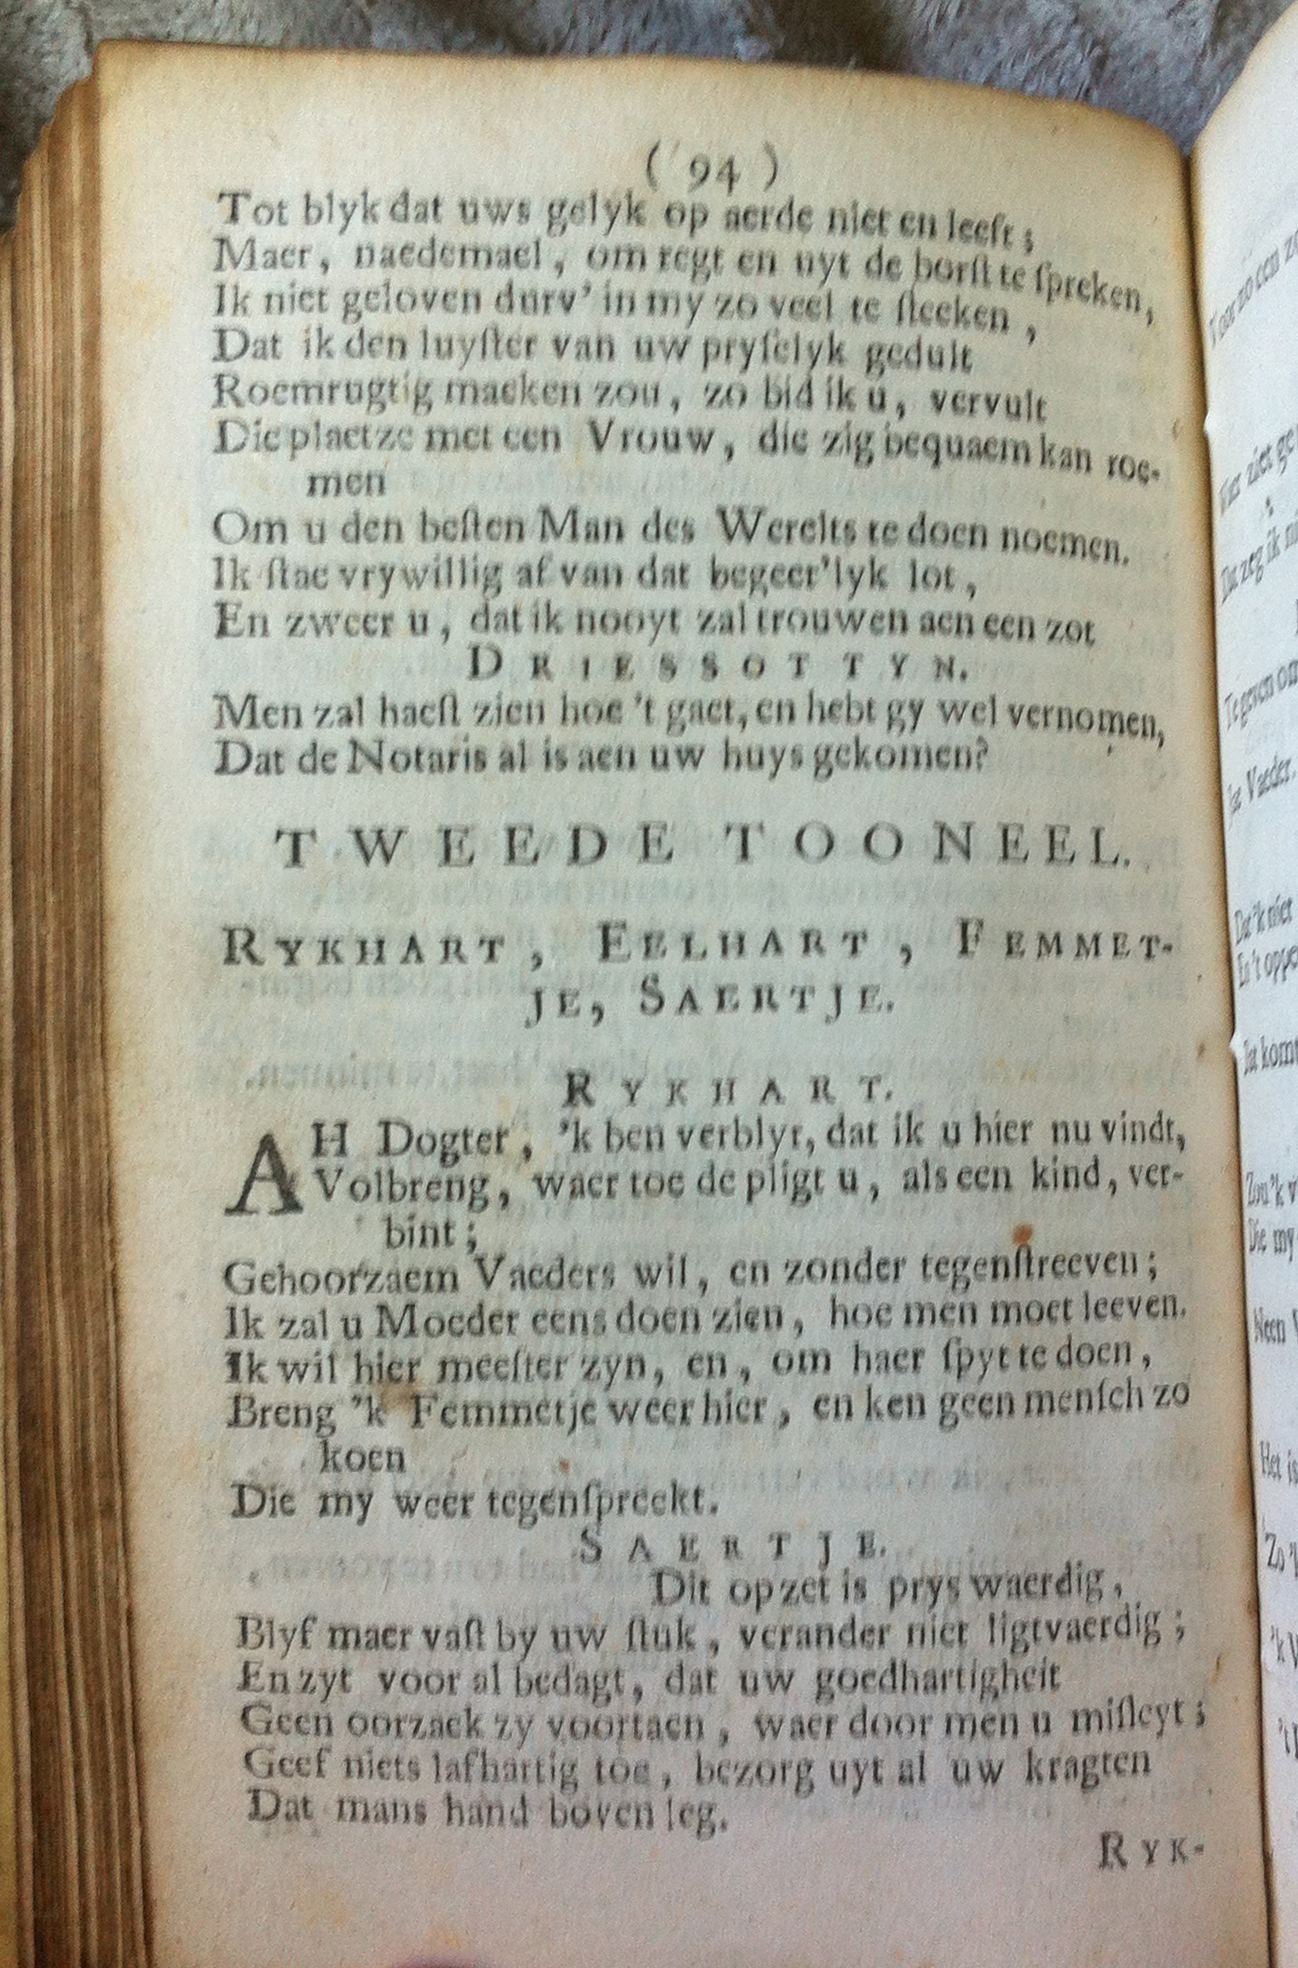 ( 94 )
Tot blyk dat uws gelyk op aerde niet en leeft;
Maer, naedemael, om regt en uyt de borſt te ſpreken,
Ik niet geloven durv' in my zo veel te ſteeken,
Dat ik den luyſter van uw pryſelyk gedult
Roemrugtig maeken zou, zo bid ik u, vervult
Die plaetze met een Vrouw, die zig bequaem kan roe-
men
Om u den beſten Man des Werelts te doen noemen.
Ik ſtae vrywillig af van dat begeer'lyk lot,
En zweer u, dat ik nooyt zal trouwen aen een zot
DRIESSOTTYN.
Men zal haeſt zien hoe 't gaet, en hebt gy wel vernomen,
Dat de Notaris al is aen uw huys gekomen?
TWEEDE TOONEEL.
RYKHART, EELHART, FEMMET-
JE, SAERTJE.
RYKHART.
AH Dogter, 'k ben verblyt, dat ik u hier nu vindt,
Volbreng, waer toe de pligt u, als een kind, ver-
bint;
Gehoorzaem Vaeders wil, en zonder tegenſtreeven;
Ik zal u Moeder eens doen zien, hoe men moet leeven.
Ik wil hier meeſter zyn, en, om haer ſpyt te doen,
Breng 'k Femmetje weer hier, en ken geen menſch zo
koen
Die my weer tegenſpreekt.
SAERTJE.
Dit opzet is prys waerdig,
Blyf maer vaſt by uw ſtuk, verander niet ligtvaerdig;
En zyt voor al bedagt, dat uw goedhartigheit
Geen oorzaek zy voortaen, waer door men u miſleyt;
Geef niets lafhartig toe, bezorg uyt al uw kragten
Dat mans hand boven leg.
RYK-